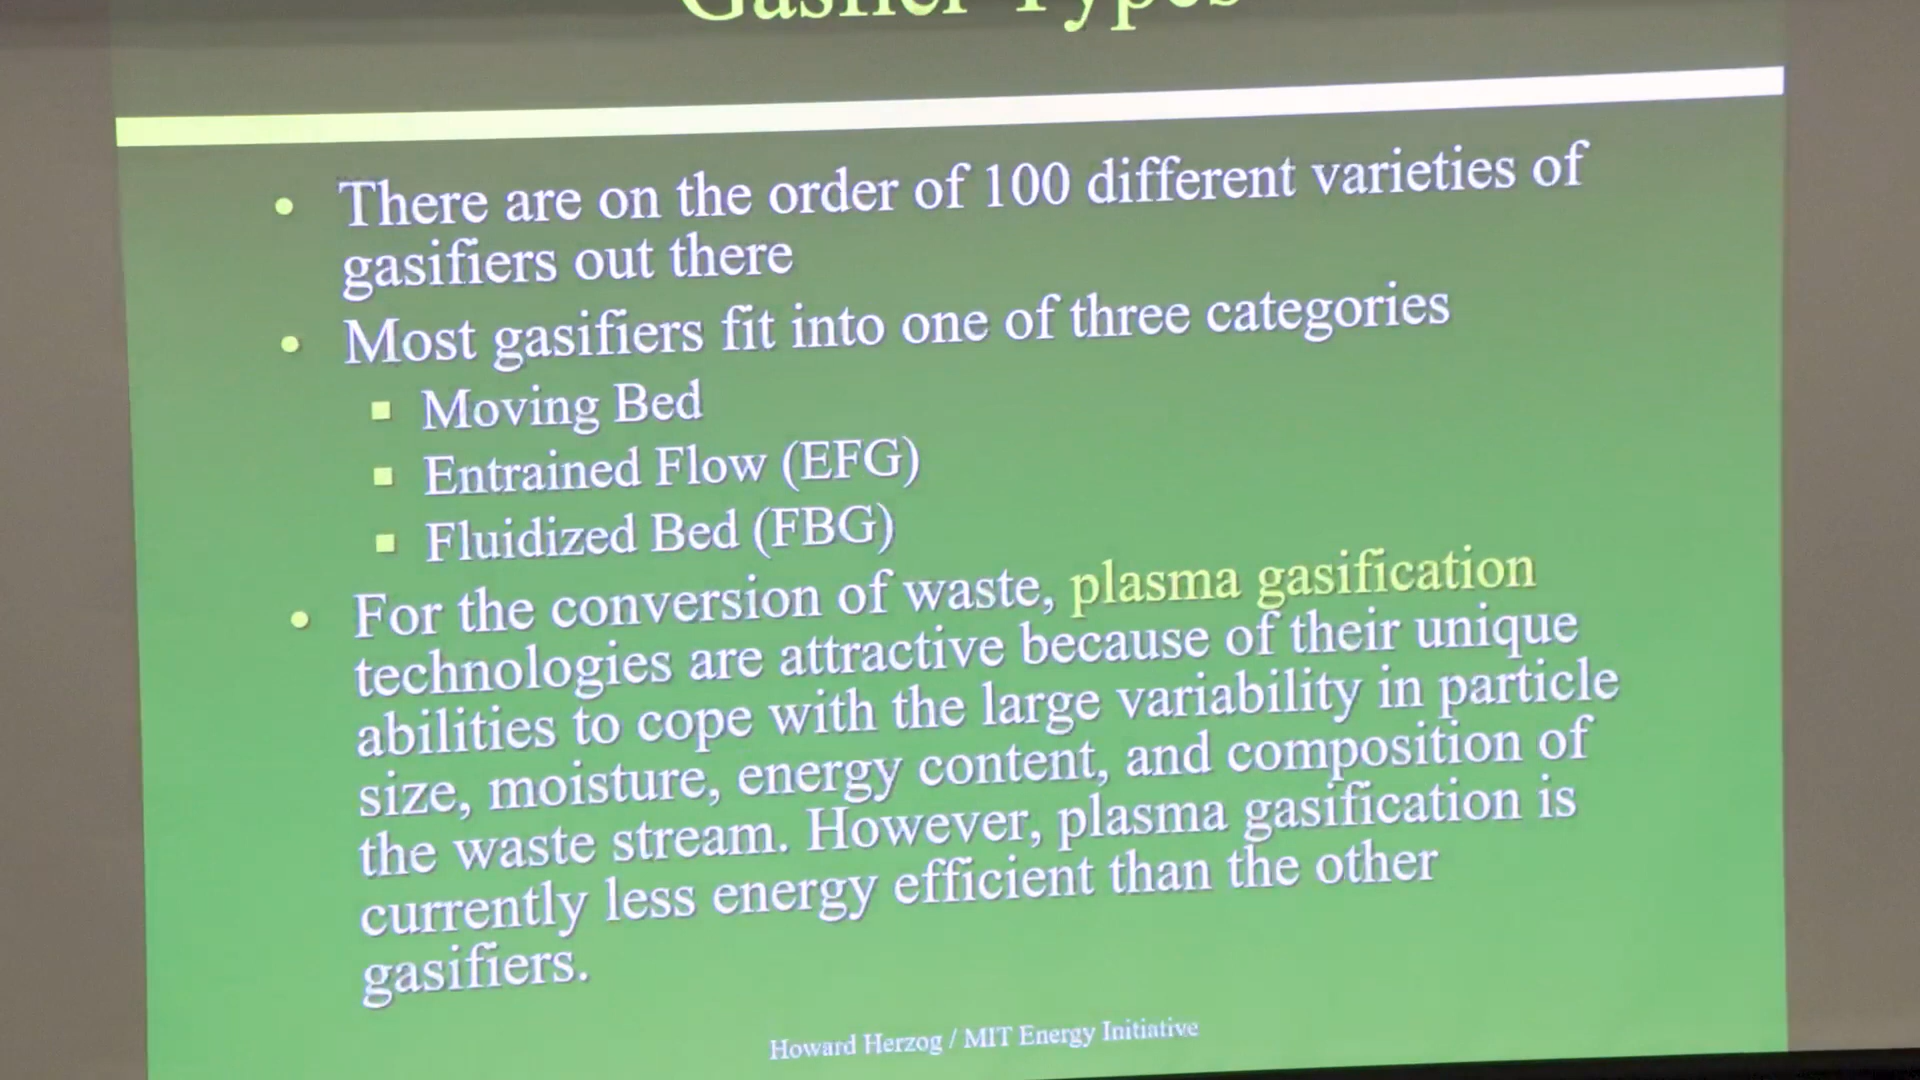 Gasifier Types
• There are on the order of 100 different varieties of
gasifiers out there
• Most gasifiers fit into one of three categories
▪ Moving Bed
▪ Entrained Flow (EFG)
▪ Fluidized Bed (FBG)
• For the conversion of waste, plasma gasification
technologies are attractive because of their unique
abilities to cope with the large variability in particle
size, moisture, energy content, and composition of
the waste stream. However, plasma gasification is
currently less energy efficient than the other
gasifiers.
Howard Herzog / MIT Energy Initiative